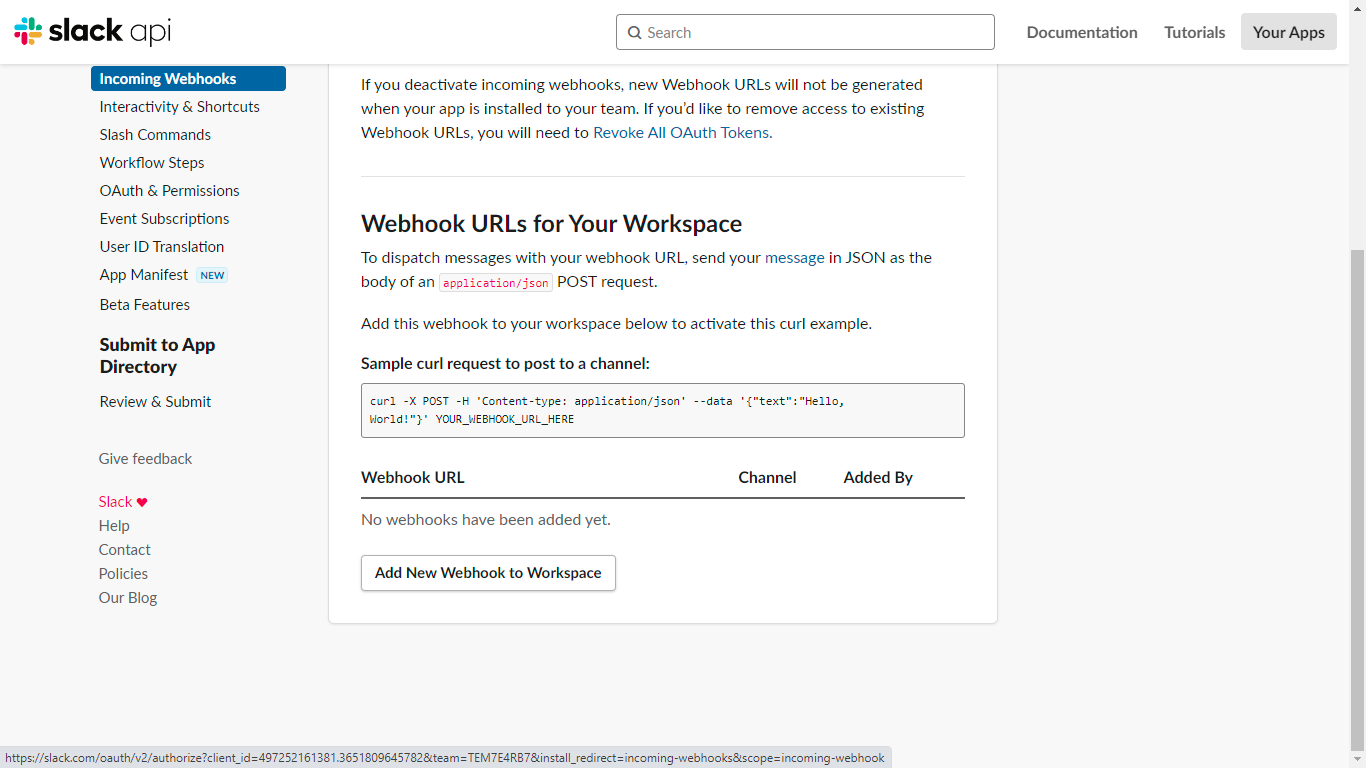 slack api
Search
Documentation
Tutorials
Your Apps
Incoming Webhooks
Interactivity & Shortcuts
Slash Commands
Workflow Steps
OAuth & Permissions
Event Subscriptions
User ID Translation
App Manifest NEW
Beta Features
Submit to App
Directory
Review & Submit
Give feedback
Slack ♥
Help
Contact
Policies
Our Blog
If you deactivate incoming webhooks, new Webhook URLs will not be generated
when your app is installed to your team. If you’d like to remove access to existing
Webhook URLs, you will need to Revoke All OAuth Tokens.
Webhook URLs for Your Workspace
To dispatch messages with your webhook URL, send your message in JSON as the
body of an application/json POST request.
Add this webhook to your workspace below to activate this curl example.
Sample curl request to post to a channel:
curl -X POST -H 'Content-type: application/json' --data '{"text":"Hello,
World!"}' YOUR_WEBHOOK_URL_HERE
Webhook URL Channel Added By
No webhooks have been added yet.
Add New Webhook to Workspace
https://slack.com/oauth/v2/authorize?client_id=497252161381.3651809645782&team=TEM7E4RB7&install_redirect=incoming-webhooks&scope=incoming-webhook